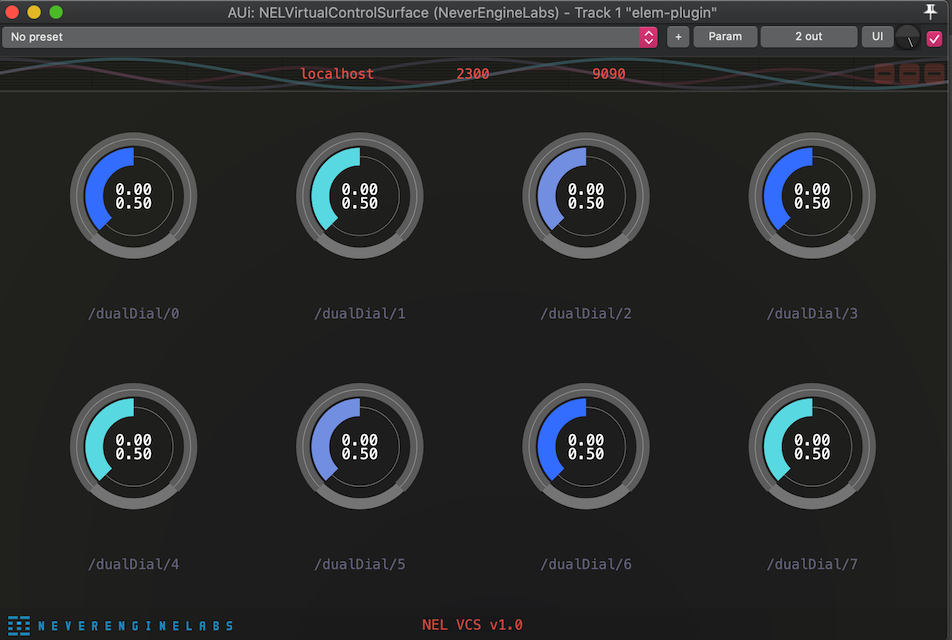 AUi: NELVirtualControlSurface (NeverEngineLabs) - Track 1 "elem-plugin"
No preset + Param 2 out UI
localhost 2300 9090
0.00 0.00 0.00 0.00
0.50 0.50 0.50 0.50
/dualDial/0 /dualDial/1 /dualDial/2 /dualDial/3
0.00 0.00 0.00 0.00
0.50 0.50 0.50 0.50
/dualDial/4 /dualDial/5 /dualDial/6 /dualDial/7
NEVERENGINELABS NEL VCS v1.0